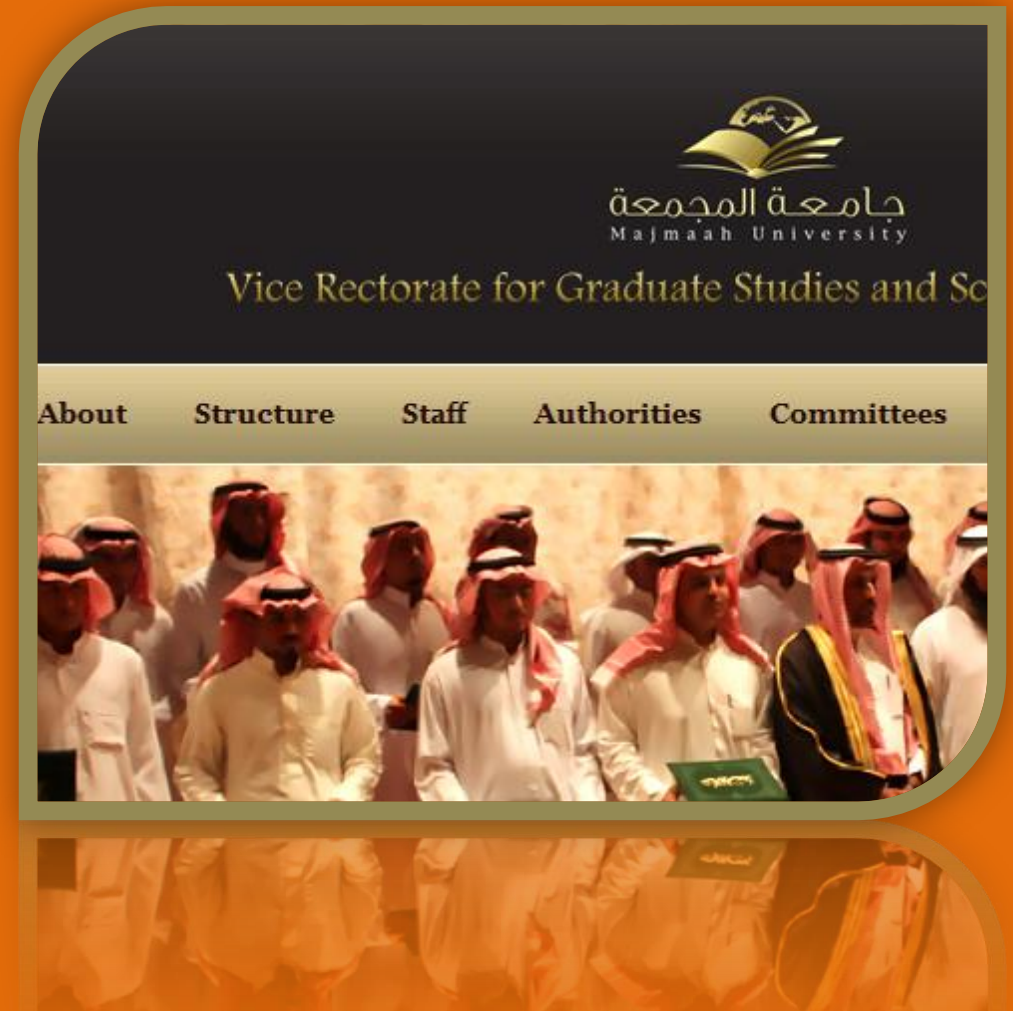 جامعة المجمعة
Majmaah University
Vice Rectorate for Graduate Studies and Sc
About Structure Staff Authorities Committees